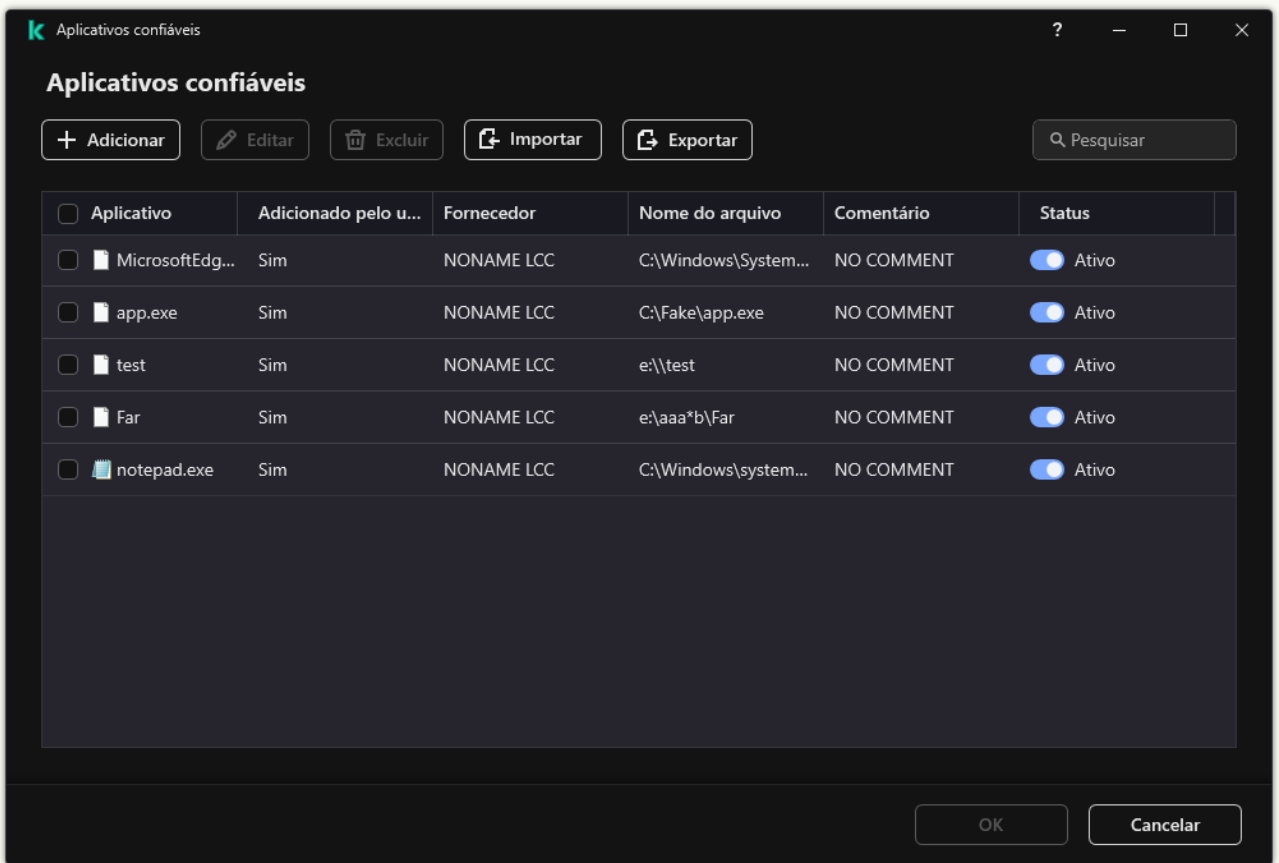 Aplicativos confiáveis ?
Aplicativos confiáveis
Adicionar Editar Excluir Importar Exportar Pesquisar
Aplicativo Adicionado pelo u... Fornecedor Nome do arquivo Comentário Status
MicrosoftEdg... Sim NONAME LCC C:\Windows\System... NO COMMENT Ativo
app.exe Sim NONAME LCC C:\Fake\app.exe NO COMMENT Ativo
test Sim NONAME LCC e:\\test NO COMMENT Ativo
Far Sim NONAME LCC e:\aaa*b\Far NO COMMENT Ativo
notepad.exe Sim NONAME LCC C:\Windows\system... NO COMMENT Ativo
OK Cancelar